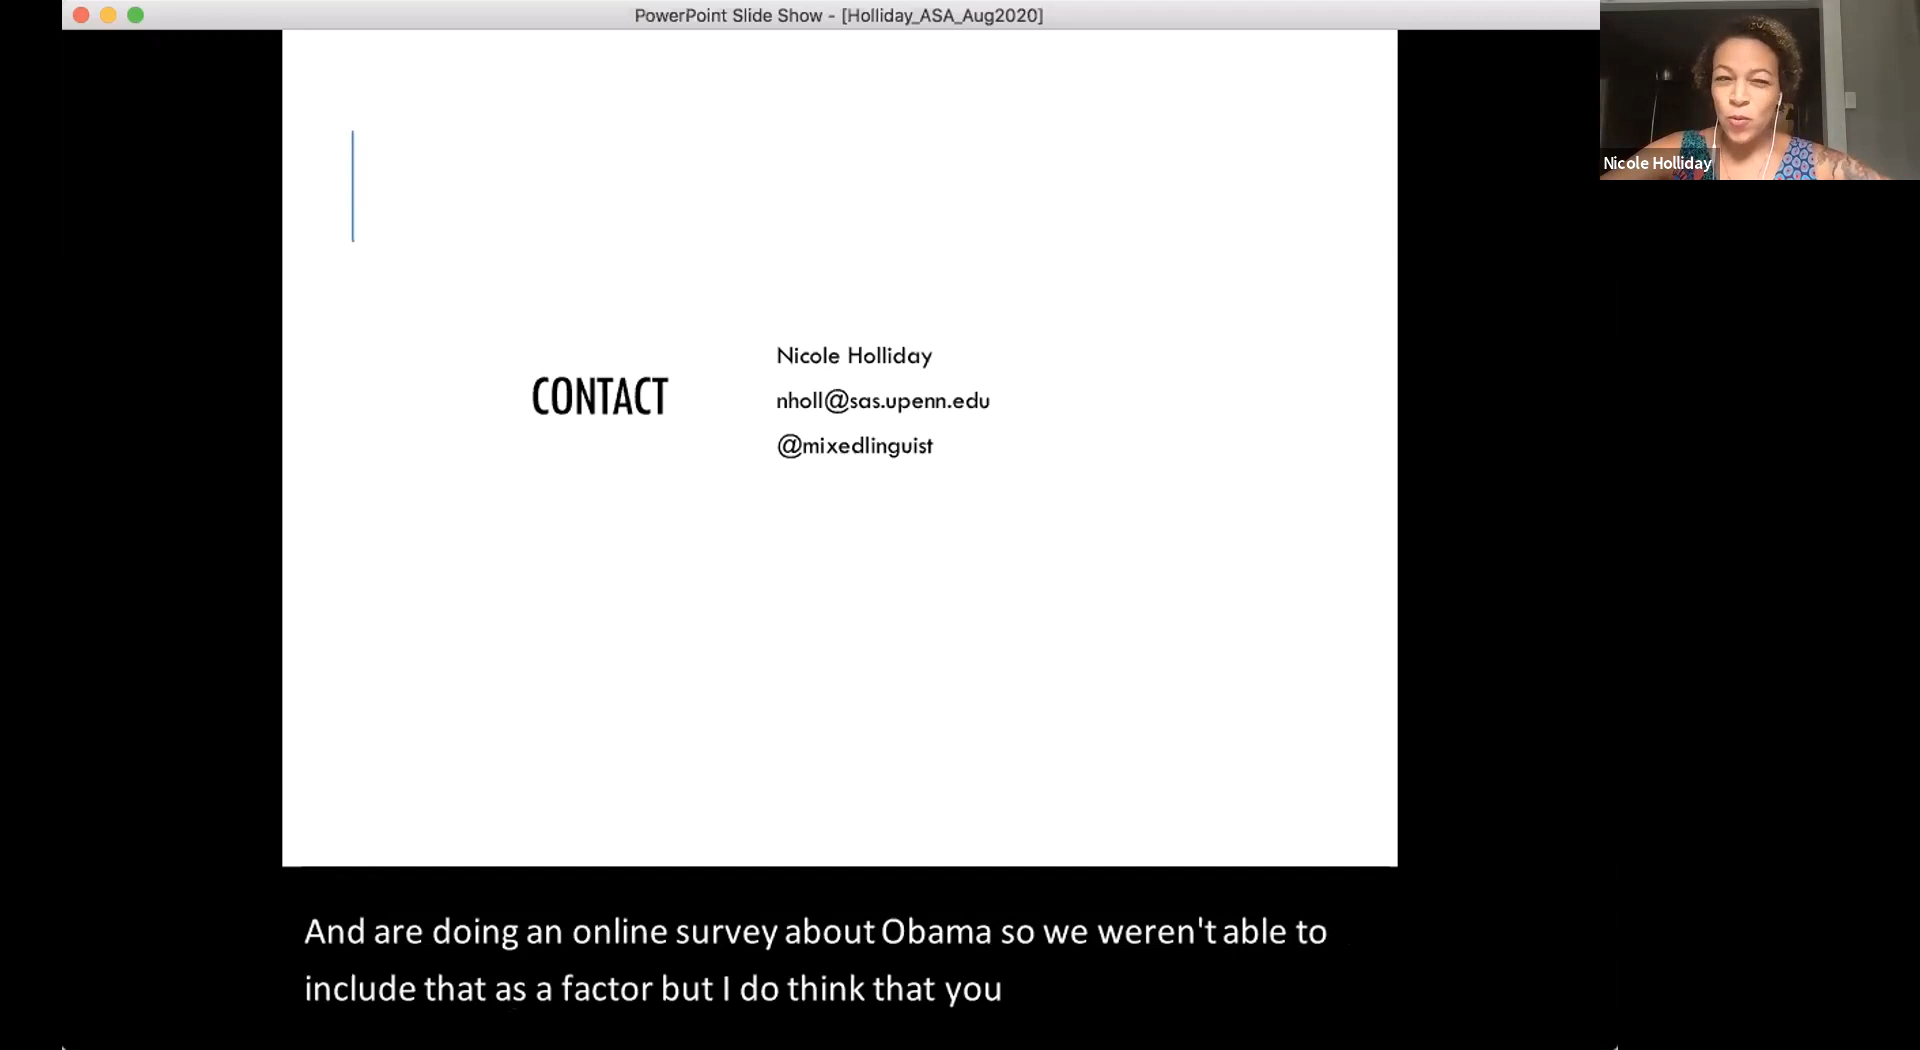 PowerPoint Slide Show - [Holliday_ASA_Aug2020]
Nicole Holliday
CONTACT
Nicole Holliday
nholl@sas.upenn.edu
@mixedlinguist
And are doing an online survey about Obama so we weren't able to
include that as a factor but I do think that you